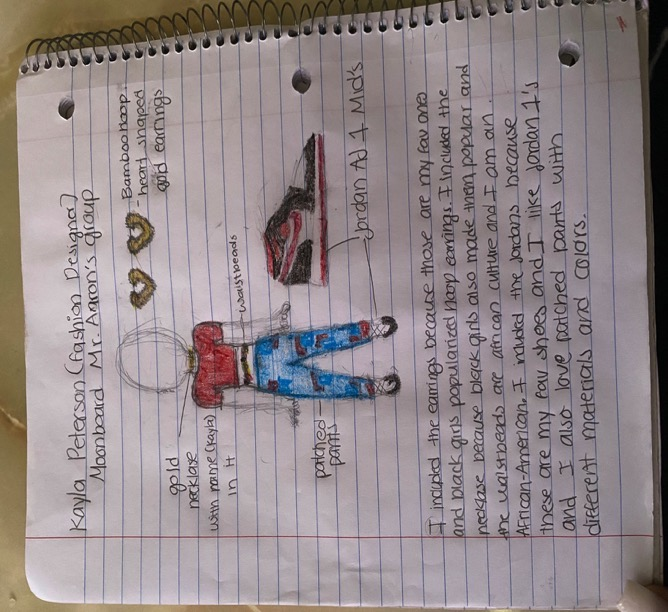 Kayla Peterson (Fashion Designer)
Moonboard Mr. Aaron's group
Bamboo hoop
heart shaped
gold earrings
gold
necklase
with name (kayla)
in it
waistbeads
patched
pants
Jordan AJ 1 Mid's
I included the earrings because those are my fav ones
and black girls popularized hoop earrings. I included the
necklase because black girls also made them popular and
the waistbeads are african culture and I am an
African-American. I included the Jordans because
these are my fav shoes and I like Jordan 1's
and I also love patched pants with
different materials and colors.